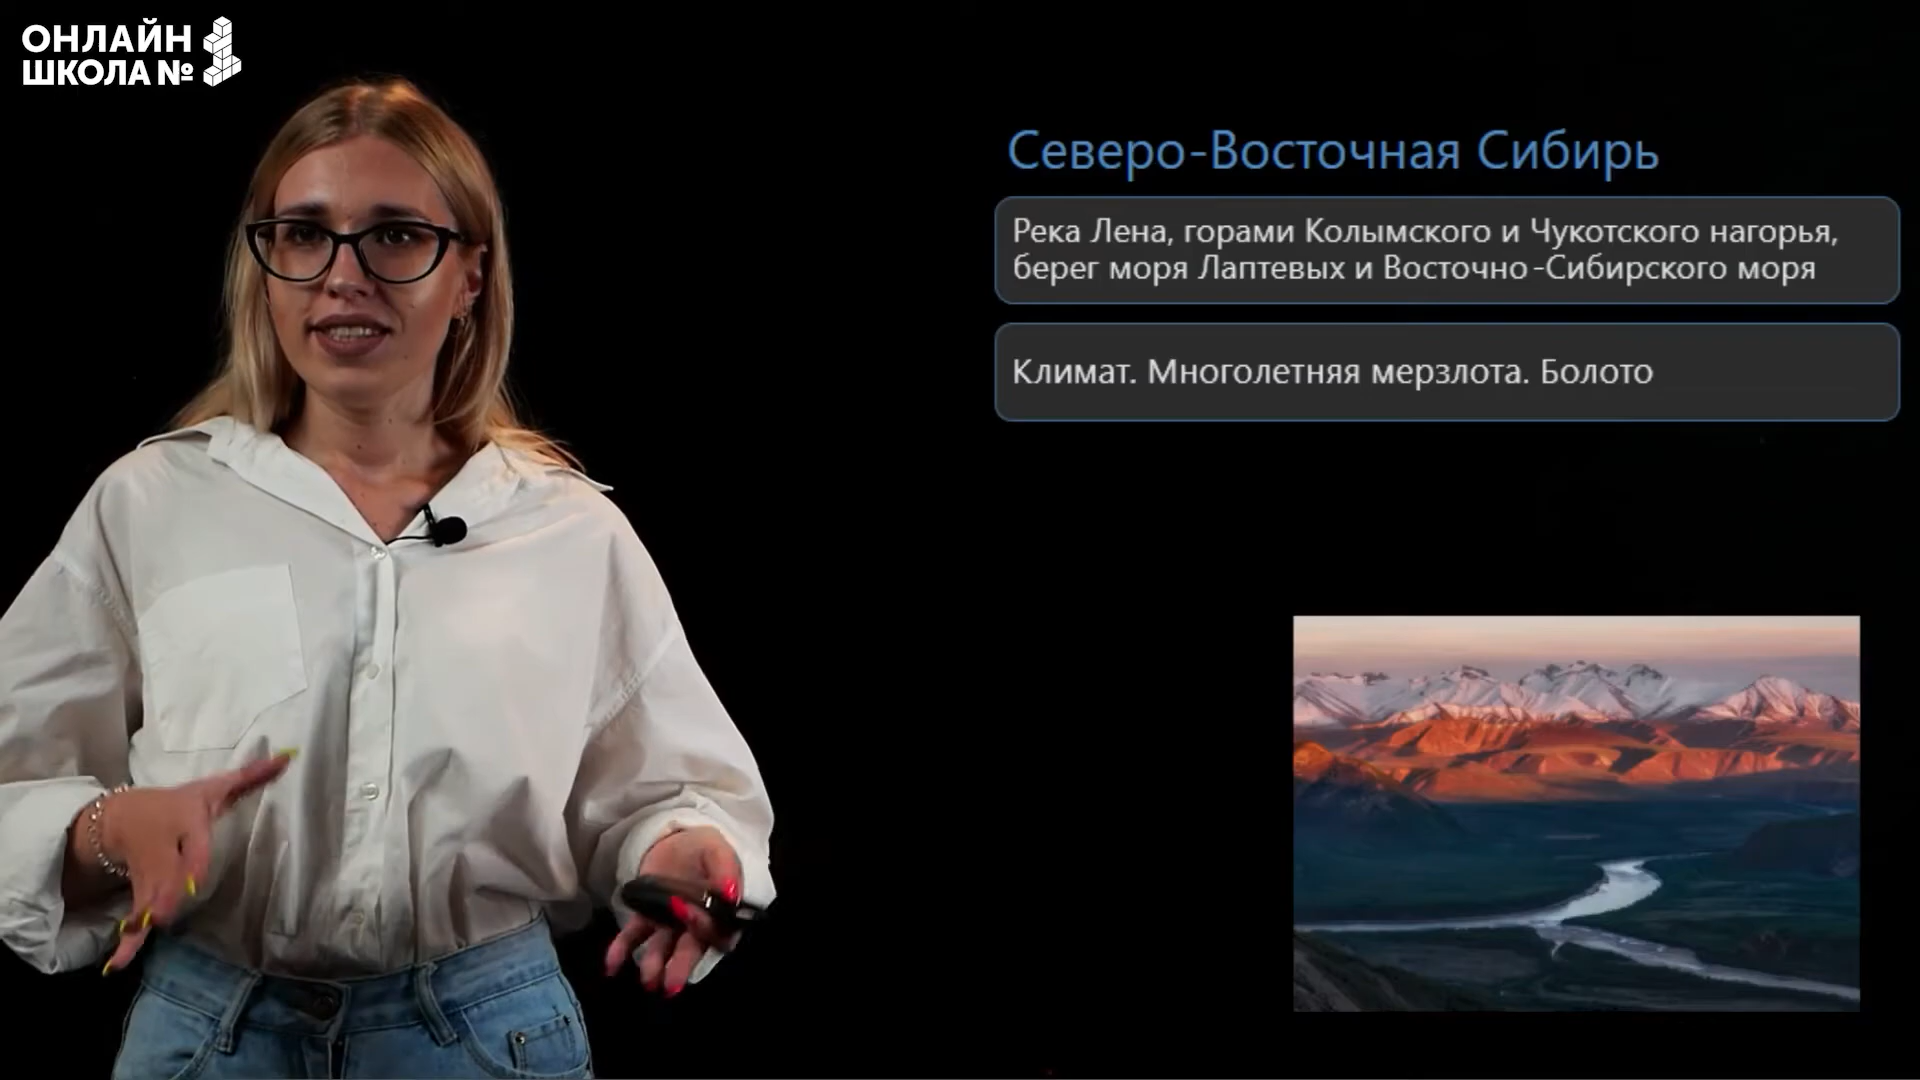 ОНЛАЙН
ШКОЛА №1
Северо-Восточная Сибирь
Река Лена, горами Колымского и Чукотского нагорья,
берег моря Лаптевых и Восточно-Сибирского моря
Климат. Многолетняя мерзлота. Болото